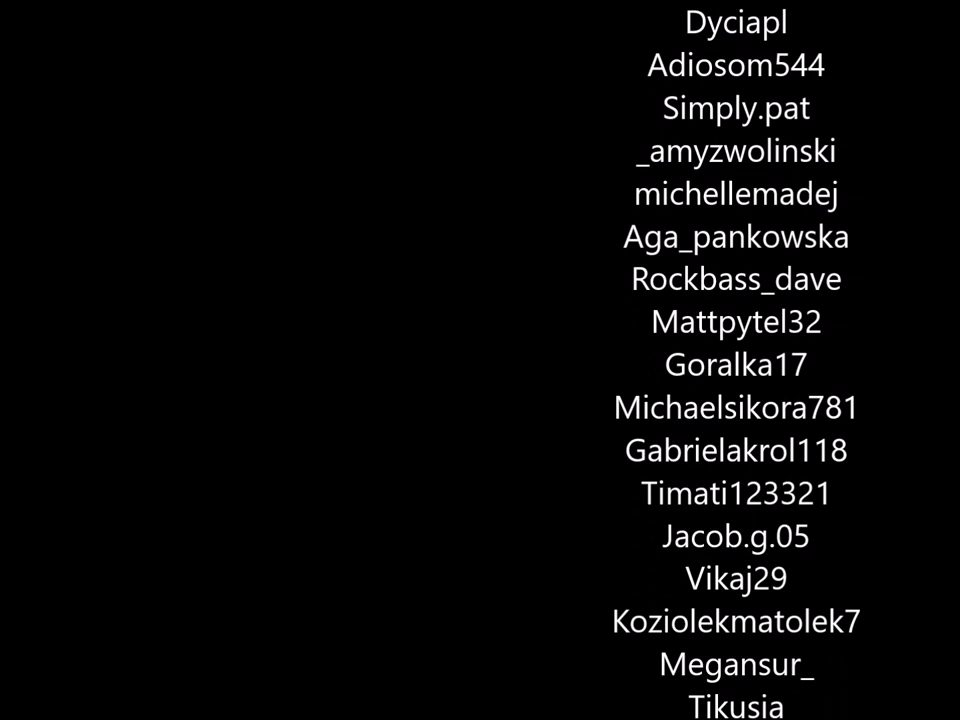 Dyciapl
Adiosom544
Simply.pat
_amyzwolinski
michellemadej
Aga_pankowska
Rockbass_dave
Mattpytel32
Goralka17
Michaelsikora781
Gabrielakrol118
Timati123321
Jacob.g.05
Vikaj29
Koziolekmatolek7
Megansur_
Tikusia